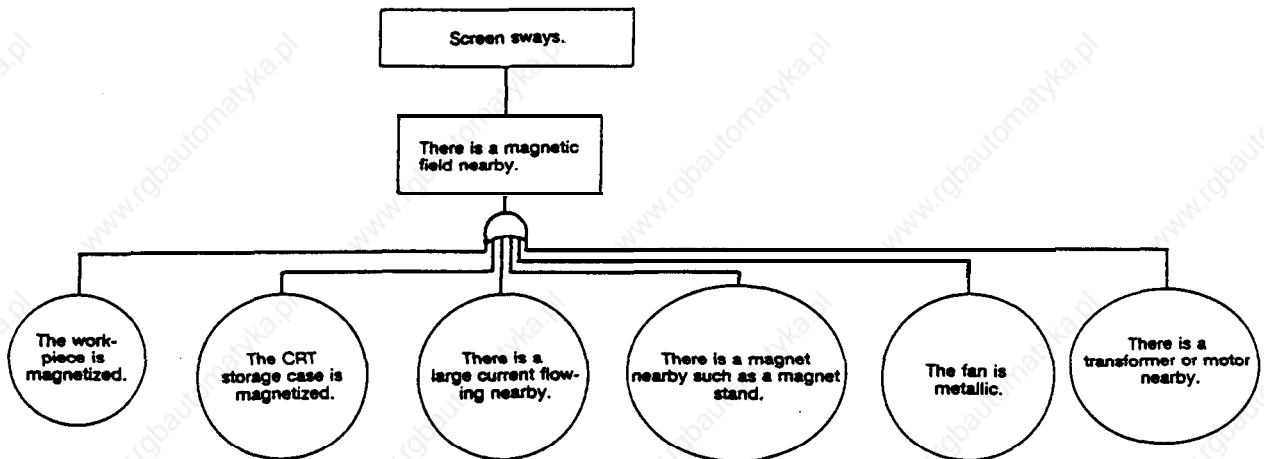 Screen sways.
There is a magnetic
field nearby.
The work-
piece is
magnetized.
The CRT
storage case is
magnetized.
There is a
large current flow-
ing nearby.
There is a magnet
nearby such as a magnet
stand.
The fan is
metallic.
There is a
transformer or motor
nearby.
www.rgbautomatyka.pl